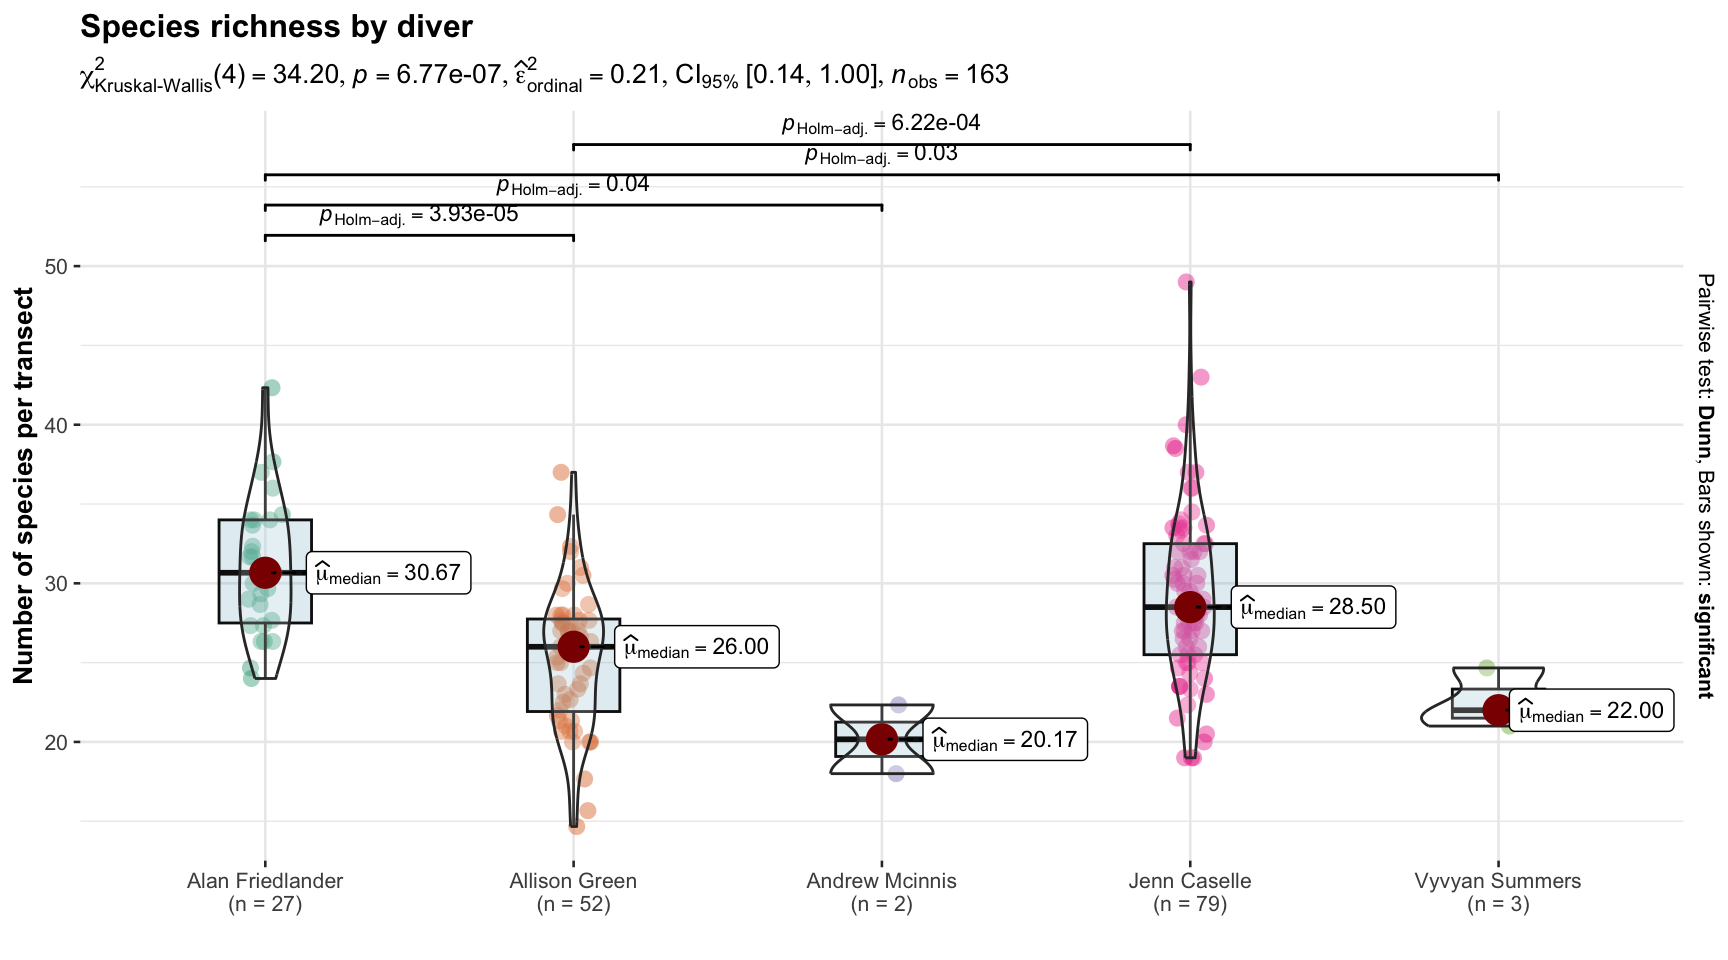 Species richness by diver
χ²Kruskal-Wallis(4) = 34.20, p = 6.77e-07, ε̂²ordinal = 0.21, CI95% [0.14, 1.00], nobs = 163
pHolm−adj. = 6.22e-04
pHolm−adj. = 0.03
pHolm−adj. = 0.04
pHolm−adj. = 3.93e-05
Number of species per transect
50
40
30
20
μ̂median = 30.67
μ̂median = 26.00
μ̂median = 20.17
μ̂median = 28.50
μ̂median = 22.00
Pairwise test: Dunn, Bars shown: significant
Alan Friedlander
(n = 27)
Allison Green
(n = 52)
Andrew Mcinnis
(n = 2)
Jenn Caselle
(n = 79)
Vyvyan Summers
(n = 3)